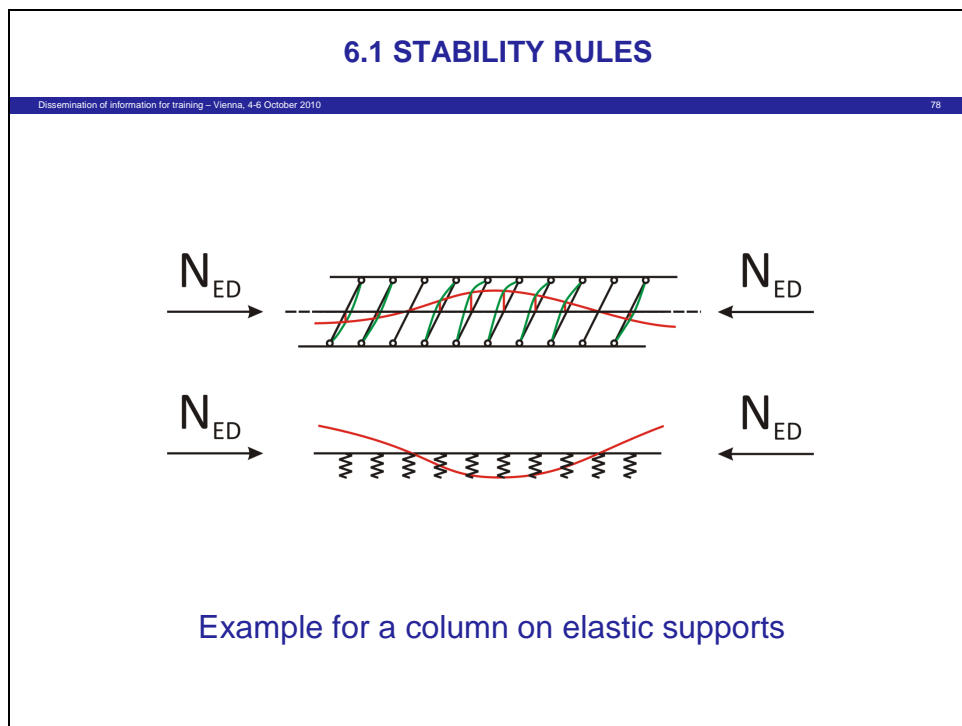 6.1 STABILITY RULES
Dissemination of information for training – Vienna, 4-6 October 2010 78
N_ED N_ED
N_ED N_ED
Example for a column on elastic supports